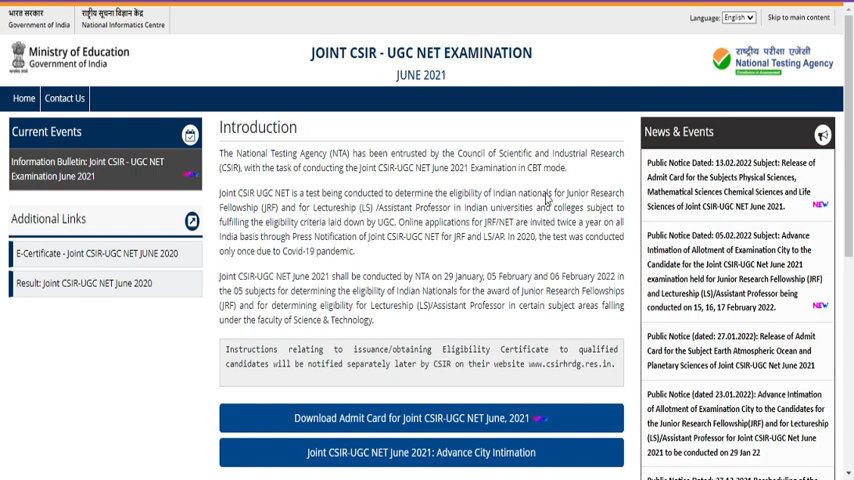 भारत सरकार
Government of India
राष्ट्रीय सूचना विज्ञान केंद्र
National Informatics Centre
Language: English
Skip to main content
Ministry of Education
Government of India
JOINT CSIR - UGC NET EXAMINATION
JUNE 2021
राष्ट्रीय परीक्षा एजेंसी
National Testing Agency
Excellence in Assessment
Home
Contact Us
Current Events
Information Bulletin: Joint CSIR - UGC NET
Examination June 2021
Additional Links
E-Certificate - Joint CSIR-UGC NET JUNE 2020
Result: Joint CSIR-UGC NET June 2020
Introduction
The National Testing Agency (NTA) has been entrusted by the Council of Scientific and Industrial Research
(CSIR), with the task of conducting the CSIR-UGC NET June 2021 Examination in CBT mode.
Joint CSIR UGC NET is a test being conducted to determine the eligibility of Indian nationals for Junior Research
Fellowship (JRF) and for Lectureship (LS) /Assistant Professor in Indian universities and colleges subject to
fulfilling the eligibility criteria laid down by UGC. Online applications for JRF/NET are invited twice a year on all
India basis through Press Notification of Joint CSIR-UGC NET for JRF and LS/AP. In 2020, the test was conducted
only once due to Covid-19 pandemic.
Joint CSIR-UGC NET June 2021 shall be conducted by NTA on 29 January, 05 February and 06 February 2022 in
the 05 subjects for determining the eligibility of Indian Nationals for the award of Junior Research Fellowships
(JRF) and for determining eligibility for Lectureship (LS)/Assistant Professor in certain subject areas falling
under the faculty of Science & Technology.
Instructions relating to issuance/obtaining Eligibility Certificate to qualified
candidates will be notified separately later by CSIR on their website www.csirhrdg.res.in.
Download Admit Card for Joint CSIR-UGC NET June, 2021 NEW
Joint CSIR-UGC NET June 2021: Advance City Intimation
News & Events
Public Notice Dated: 13.02.2022 Subject: Release of
Admit Card for the Subjects Physical Sciences,
Mathematical Sciences Chemical Sciences and Life
Sciences of Joint CSIR-UGC NET June 2021. NEW
Public Notice Dated: 05.02.2022 Subject: Advance
Intimation of Allotment of Examination City to the
Candidate for the Joint CSIR-UGC Net June 2021
examination held for Junior Research Fellowship (JRF)
and Lectureship (LS)/Assistant Professor being
conducted on 15, 16, 17 February 2022. NEW
Public Notice (dated: 27.01.2022): Release of Admit
Card for the Subject Earth Atmospheric Ocean and
Planetary Sciences of Joint CSIR-UGC NET June 2021
Public Notice (dated 23.01.2022): Advance Intimation
of Allotment of Examination City to the Candidates for
the Junior Research Fellowship(JRF) and for Lectureship
(LS)/Assistant Professor for Joint CSIR-UGC NET June
2021 to be conducted on 29 Jan 22